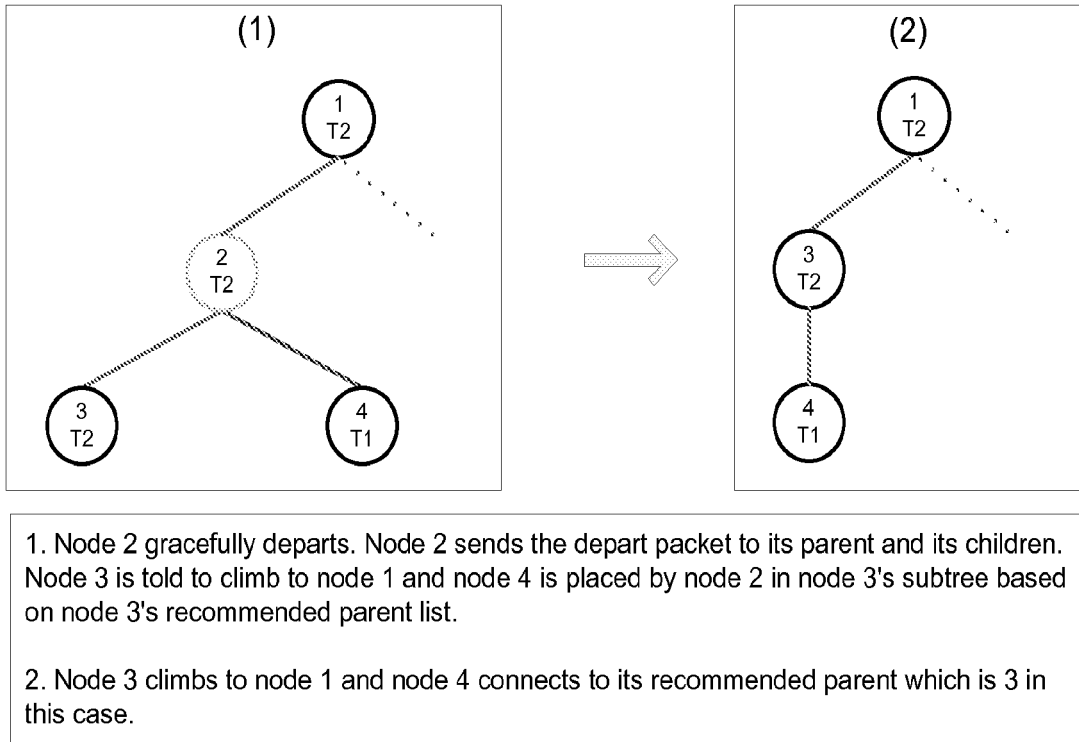 (1)
1
T2
2
T2
3
T2
4
T1
(2)
1
T2
3
T2
4
T1
1. Node 2 gracefully departs. Node 2 sends the depart packet to its parent and its children.
Node 3 is told to climb to node 1 and node 4 is placed by node 2 in node 3's subtree based
on node 3's recommended parent list.
2. Node 3 climbs to node 1 and node 4 connects to its recommended parent which is 3 in
this case.